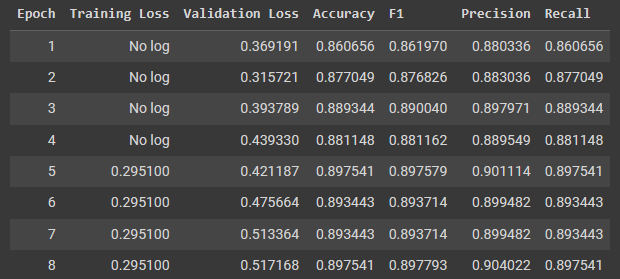 Epoch Training Loss Validation Loss Accuracy F1 Precision Recall
1 No log 0.369191 0.860656 0.861970 0.880336 0.860656
2 No log 0.315721 0.877049 0.876826 0.883036 0.877049
3 No log 0.393789 0.889344 0.890040 0.897971 0.889344
4 No log 0.439330 0.881148 0.881162 0.889549 0.881148
5 0.295100 0.421187 0.897541 0.897579 0.901114 0.897541
6 0.295100 0.475664 0.893443 0.893714 0.899482 0.893443
7 0.295100 0.513364 0.893443 0.893714 0.899482 0.893443
8 0.295100 0.517168 0.897541 0.897793 0.904022 0.897541